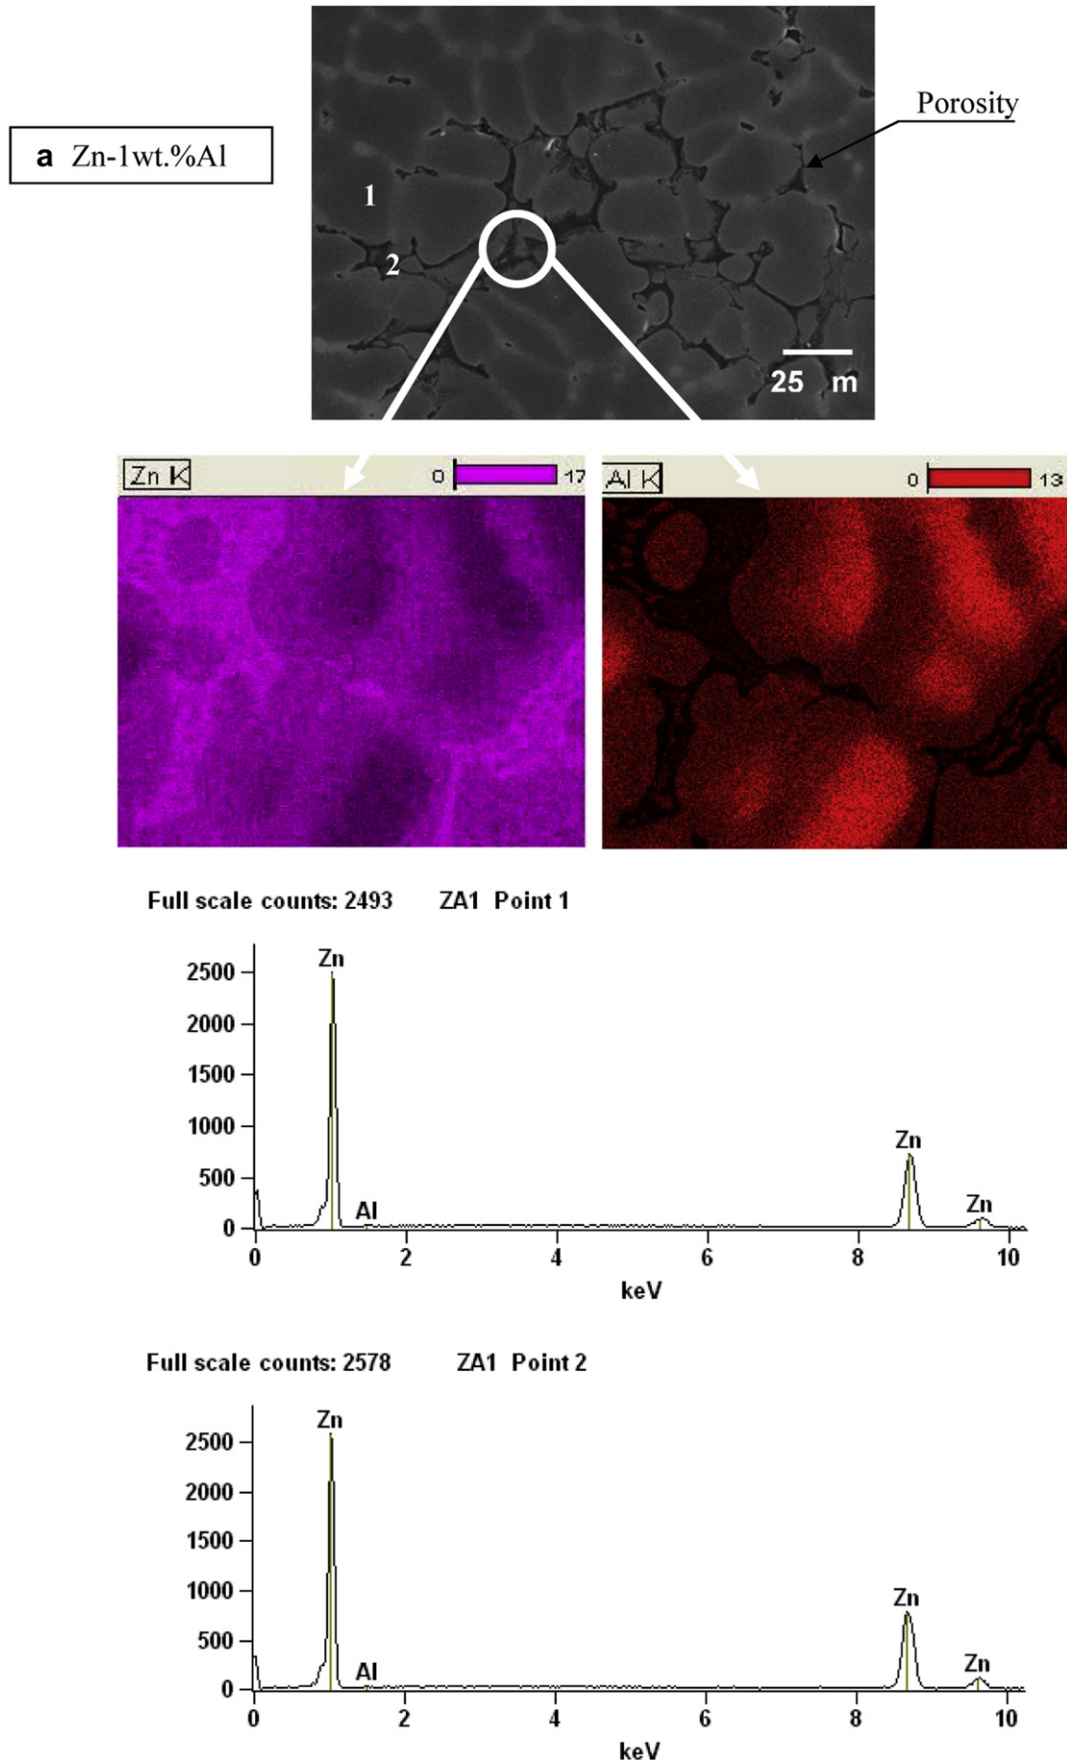 a Zn-1wt.%Al
Porosity
1
2
25 m
Zn K 0 17
Al K 0 13
Full scale counts: 2493 ZA1 Point 1
Zn
2500
2000
1500
1000
500
0
Al
Zn
Zn
0 2 4 6 8 10
keV
Full scale counts: 2578 ZA1 Point 2
Zn
2500
2000
1500
1000
500
0
Al
Zn
Zn
0 2 4 6 8 10
keV